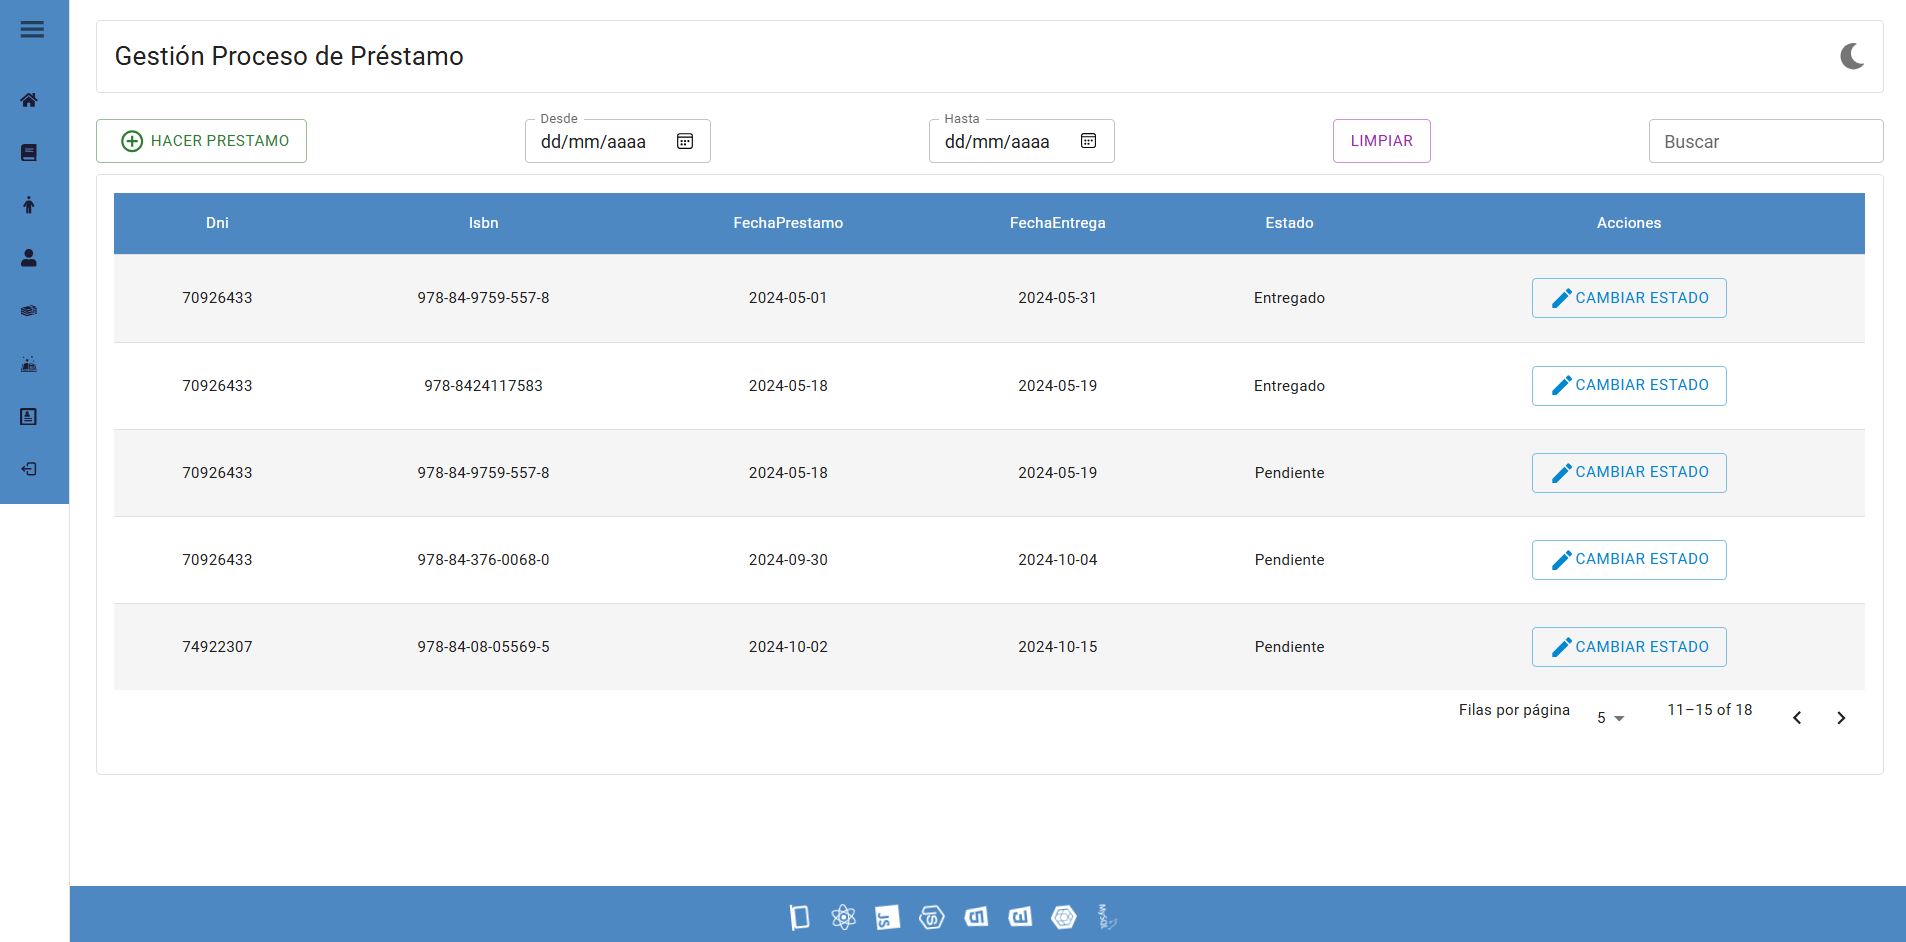 Gestión Proceso de Préstamo
HACER PRESTAMO
Desde
dd/mm/aaaa
Hasta
dd/mm/aaaa
LIMPIAR
Buscar
Dni Isbn FechaPrestamo FechaEntrega Estado Acciones
70926433 978-84-9759-557-8 2024-05-01 2024-05-31 Entregado CAMBIAR ESTADO
70926433 978-8424117583 2024-05-18 2024-05-19 Entregado CAMBIAR ESTADO
70926433 978-84-9759-557-8 2024-05-18 2024-05-19 Pendiente CAMBIAR ESTADO
70926433 978-84-376-0068-0 2024-09-30 2024-10-04 Pendiente CAMBIAR ESTADO
74922307 978-84-08-05569-5 2024-10-02 2024-10-15 Pendiente CAMBIAR ESTADO
Filas por página 5 11–15 of 18
JS
MySQL